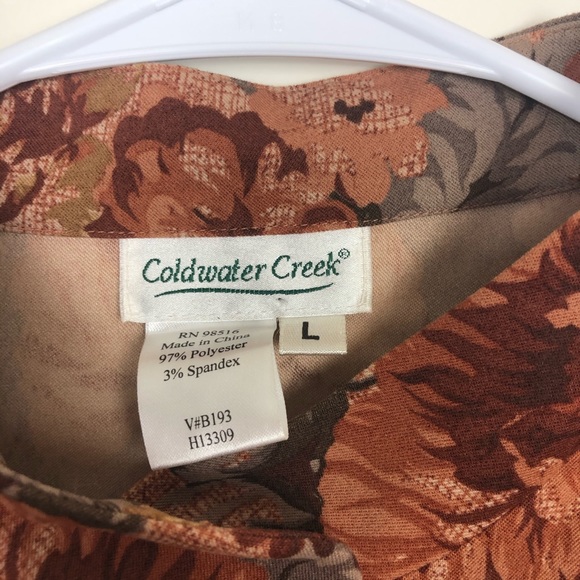 Coldwater Creek®
L
RN 98516
Made in China
97% Polyester
3% Spandex
V#B193
H13309